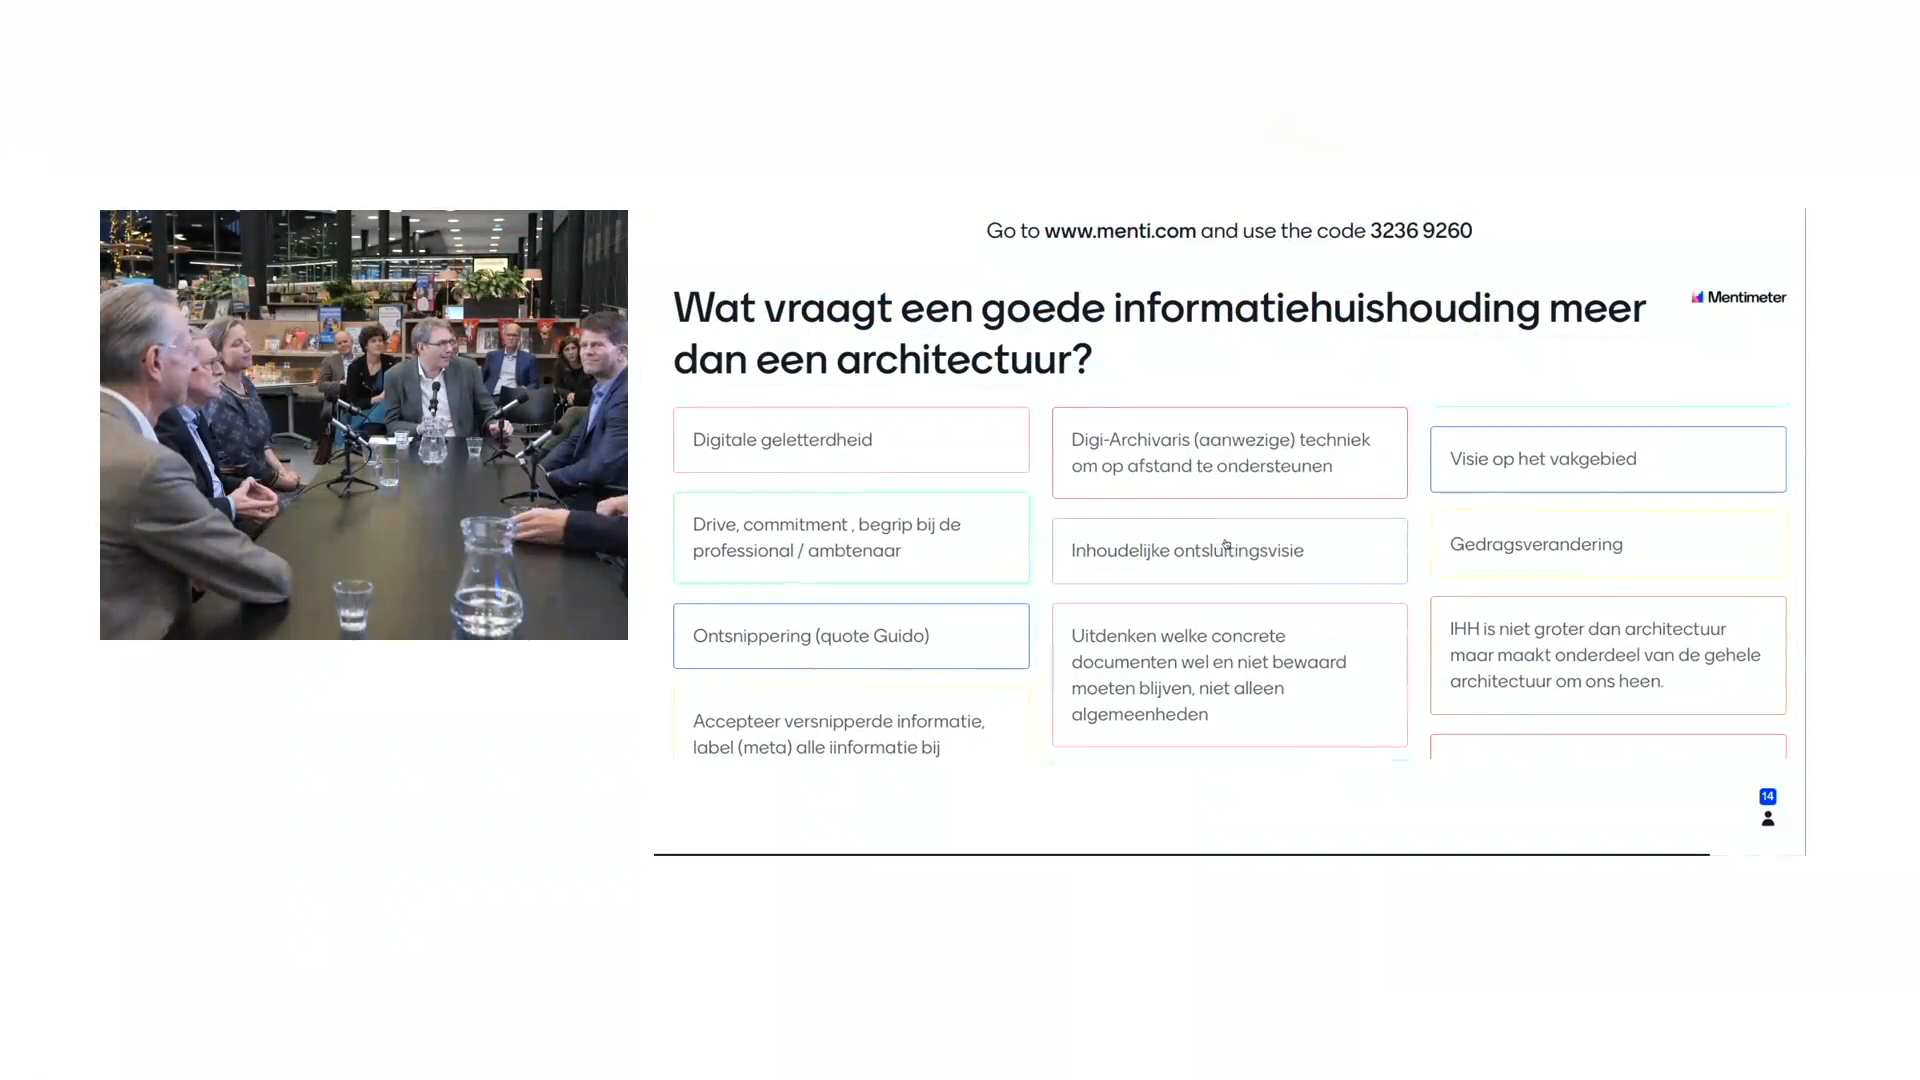 Go to www.menti.com and use the code 3236 9260
Wat vraagt een goede informatiehuishouding meer
dan een architectuur?
Mentimeter
Digitale geletterdheid
Drive, commitment , begrip bij de
professional / ambtenaar
Ontsnippering (quote Guido)
Accepteer versnipperde informatie,
label (meta) alle iinformatie bij
Digi-Archivaris (aanwezige) techniek
om op afstand te ondersteunen
Inhoudelijke ontsluitingsvisie
Uitdenken welke concrete
documenten wel en niet bewaard
moeten blijven, niet alleen
algemeenheden
Visie op het vakgebied
Gedragsverandering
IHH is niet groter dan architectuur
maar maakt onderdeel van de gehele
architectuur om ons heen.
14